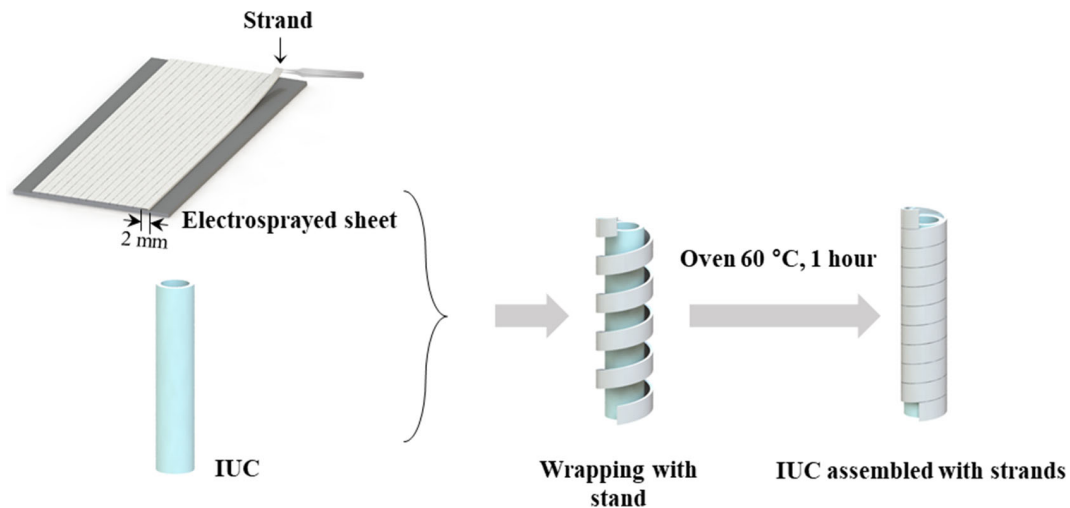 Strand
Electrosprayed sheet
2 mm
IUC
Oven 60 °C, 1 hour
Wrapping with
stand
IUC assembled with strands